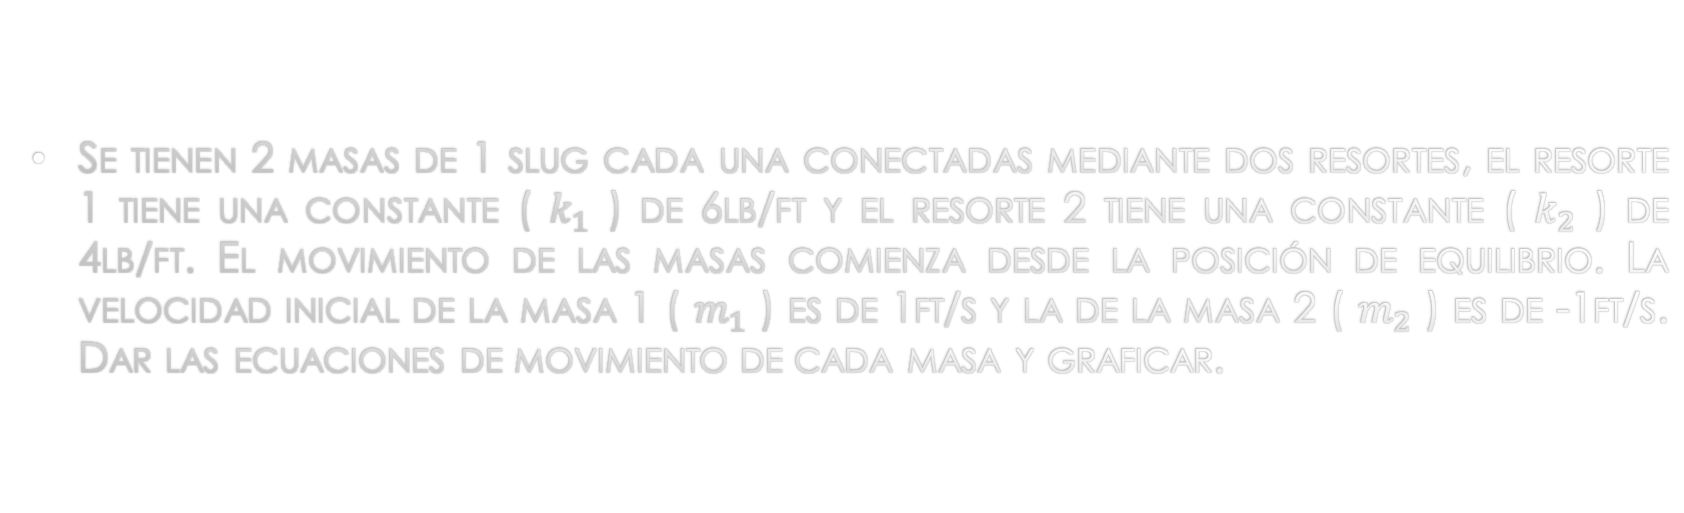 • Se tienen 2 masas de 1 slug cada una conectadas mediante dos resortes, el resorte
1 tiene una constante ( k₁ ) de 6lb/ft y el resorte 2 tiene una constante ( k₂ ) de
4lb/ft. El movimiento de las masas comienza desde la posición de equilibrio. La
velocidad inicial de la masa 1 ( m₁ ) es de 1ft/s y la de la masa 2 ( m₂ ) es de -1ft/s.
Dar las ecuaciones de movimiento de cada masa y graficar.